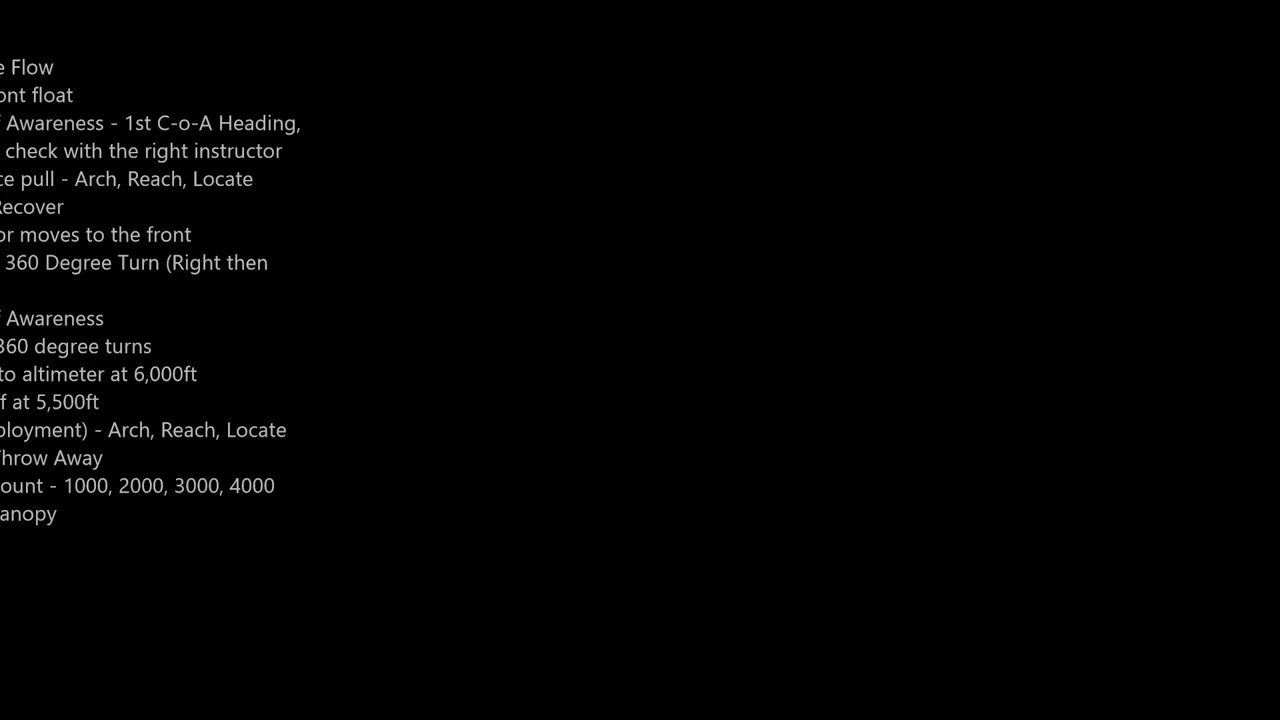 e Flow
ont float
f Awareness - 1st C-o-A Heading,
check with the right instructor
ce pull - Arch, Reach, Locate
Recover
or moves to the front
360 Degree Turn (Right then
f Awareness
360 degree turns
to altimeter at 6,000ft
f at 5,500ft
ployment) - Arch, Reach, Locate
Throw Away
ount - 1000, 2000, 3000, 4000
anopy